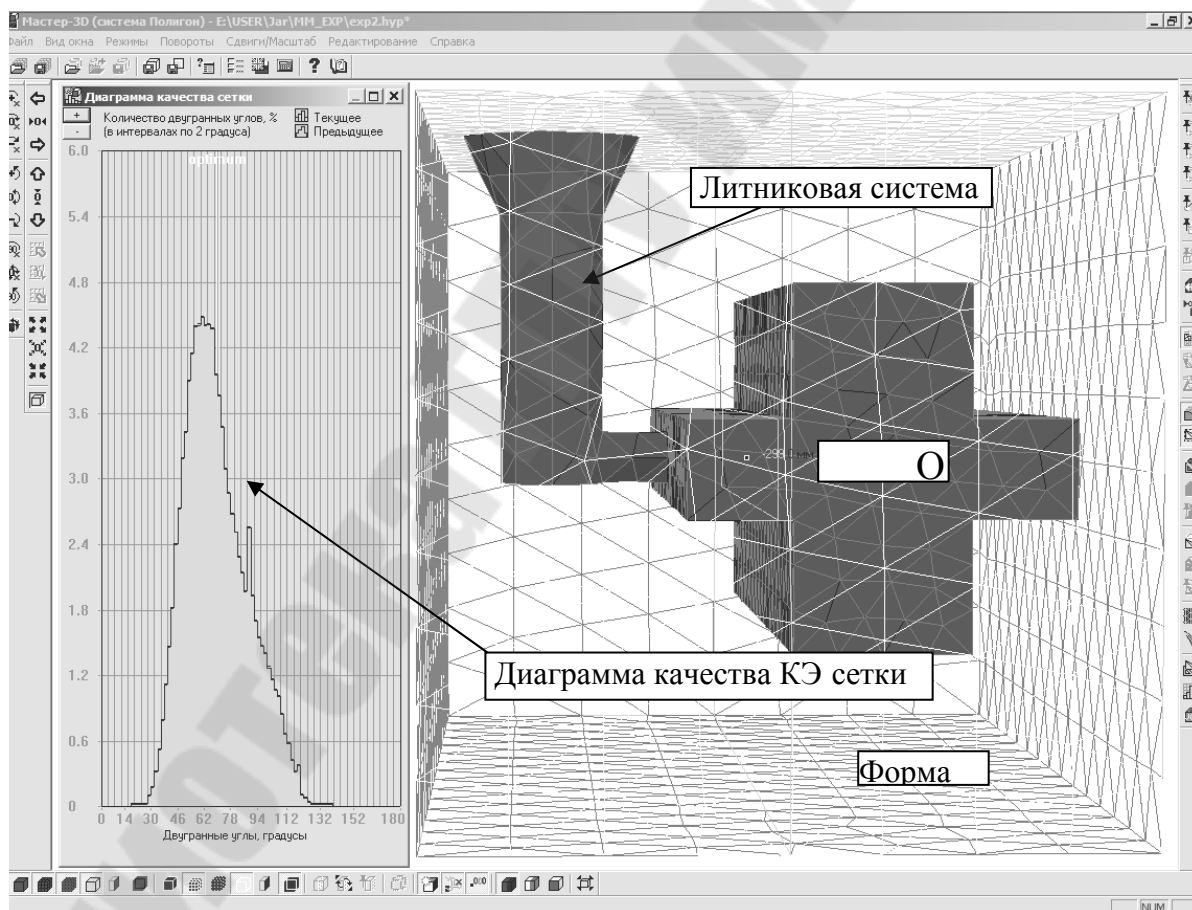 Мастер-3D (система Полигон) - E:\USER\Jar\MM_EXP\exp2.hyp*
Файл Вид окна Режимы Повороты Сдвиги/Масштаб Редактирование Справка
Диаграмма качества сетки
Количество двугранных углов, %
(в интервалах по 2 градуса)
Текущее
Предыдущее
optimum
6.0
5.4
4.8
4.2
3.6
3.0
2.4
1.8
1.2
0.6
0
0 14 30 46 62 78 94 112 132 152 180
Двугранные углы, градусы
Литниковая система
О
Диаграмма качества КЭ сетки
Форма
NUM